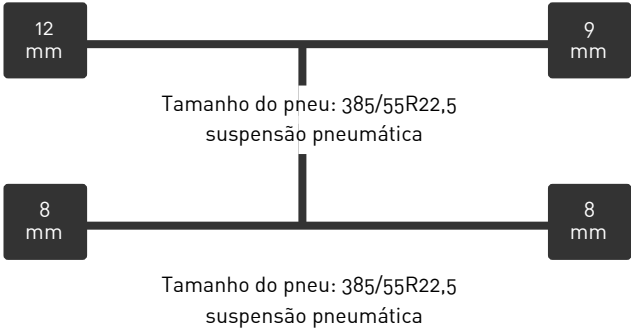 12
mm
9
mm
Tamanho do pneu: 385/55R22,5
suspensão pneumática
8
mm
8
mm
Tamanho do pneu: 385/55R22,5
suspensão pneumática